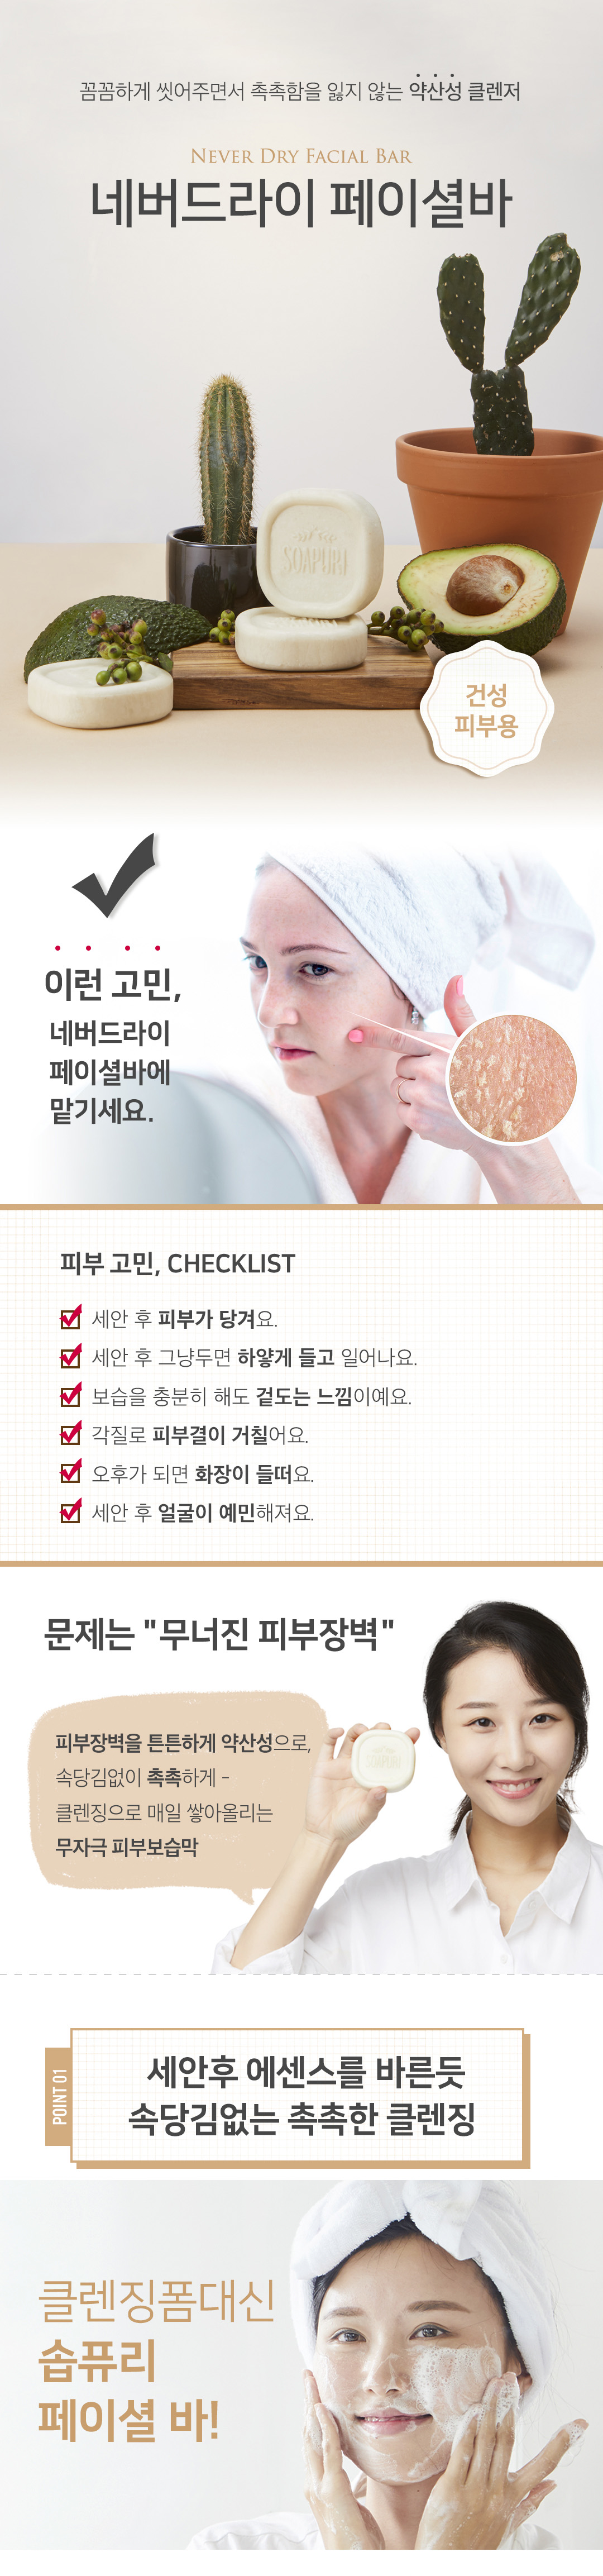 꼼꼼하게 씻어주면서 촉촉함을 잃지 않는 약산성 클렌저
NEVER DRY FACIAL BAR
네버드라이 페이셜바
SOAPURI
건성
피부용
이런 고민,
네버드라이
페이셜바에
맡기세요.
피부 고민, CHECKLIST
세안 후 피부가 당겨요.
세안 후 그냥두면 하얗게 들고 일어나요.
보습을 충분히 해도 겉도는 느낌이예요.
각질로 피부결이 거칠어요.
오후가 되면 화장이 들떠요.
세안 후 얼굴이 예민해져요.
문제는 "무너진 피부장벽"
피부장벽을 튼튼하게 약산성으로,
속당김없이 촉촉하게 -
클렌징으로 매일 쌓아올리는
무자극 피부보습막
SOAPURI
POINT 01
세안후 에센스를 바른듯
속당김없는 촉촉한 클렌징
클렌징폼대신
솝퓨리
페이셜 바!